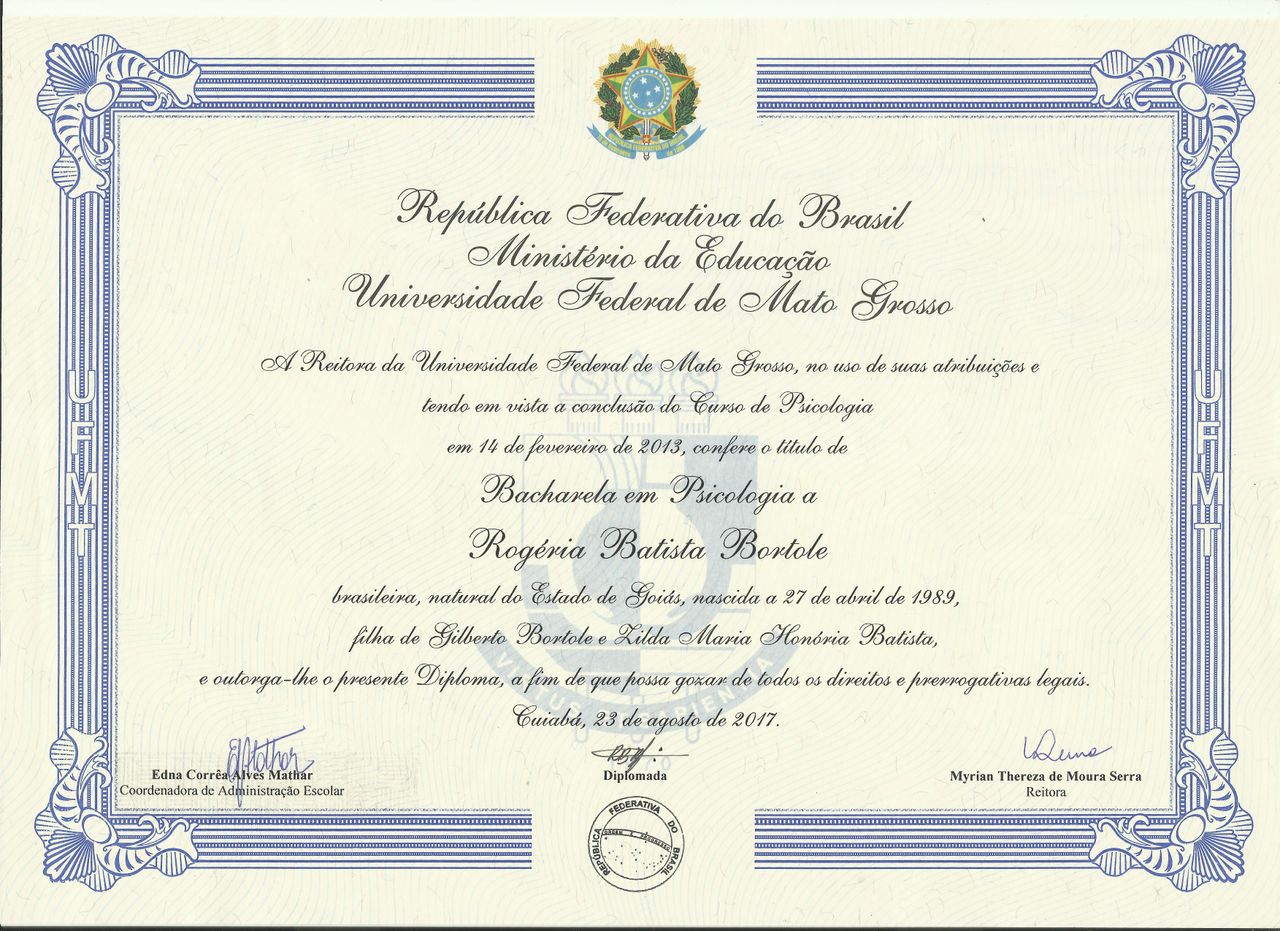 República Federativa do Brasil
Ministério da Educação
Universidade Federal de Mato Grosso
A Reitora da Universidade Federal de Mato Grosso, no uso de suas atribuições e
tendo em vista a conclusão do Curso de Psicologia
em 14 de fevereiro de 2013, confere o título de
Bacharela em Psicologia a
Rogéria Batista Bortole
brasileira, natural do Estado de Goiás, nascida a 27 de abril de 1989,
filha de Gilberto Bortole e Zilda Maria Honória Batista,
e outorga-lhe o presente Diploma, a fim de que possa gozar de todos os direitos e prerrogativas legais.
Cuiabá, 23 de agosto de 2017.
Edna Corrêa Alves Mathar
Coordenadora de Administração Escolar
Diplomada
Myrian Thereza de Moura Serra
Reitora
REPÚBLICA FEDERATIVA DO BRASIL
ORDEM E PROGRESSO
UFMT
UFMT